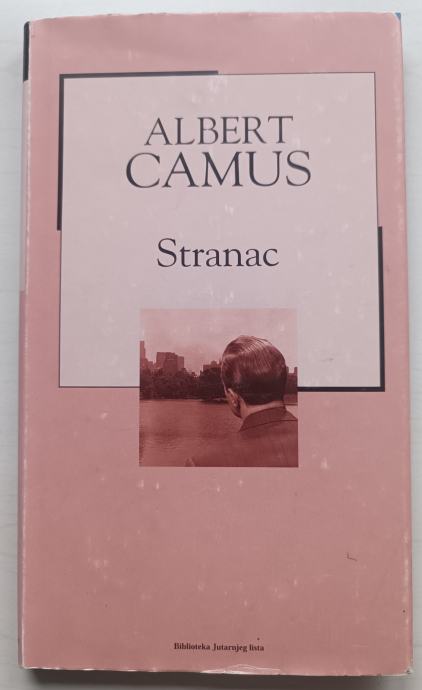 ALBERT
CAMUS
Stranac
Biblioteka Jutarnjeg lista